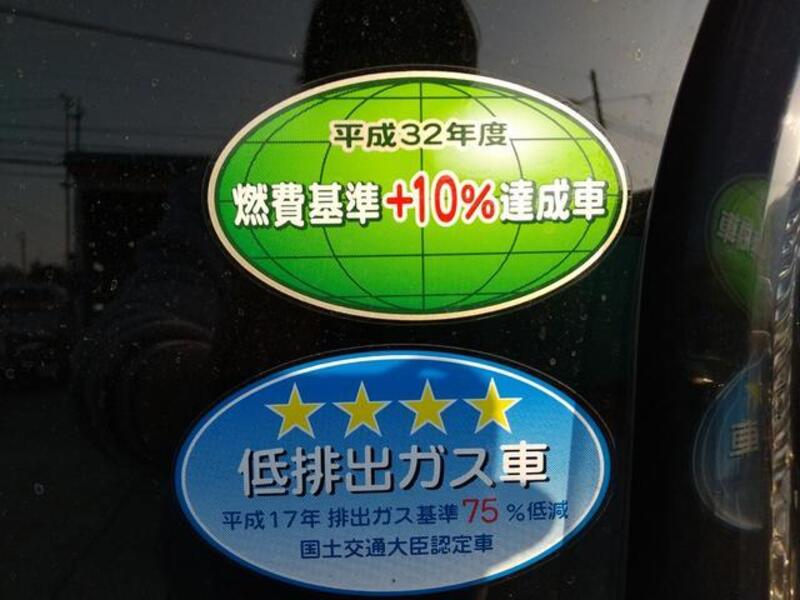 平成32年度
燃費基準+10%達成車
低排出ガス車
平成17年 排出ガス基準75%低減
国土交通大臣認定車